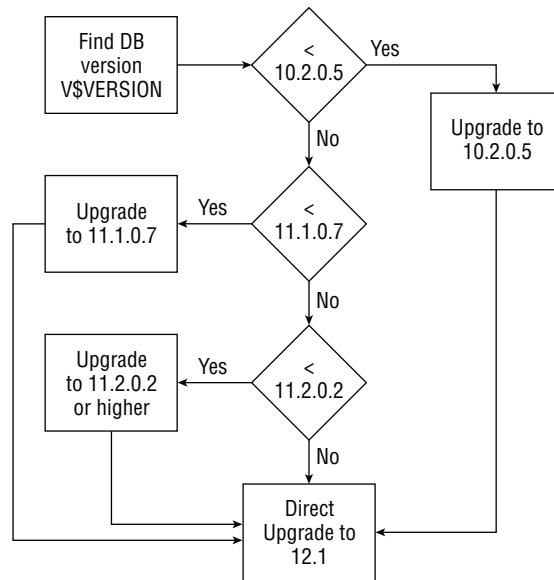 Find DB
version
V$VERSION
<
10.2.0.5
Yes
No
Upgrade to
10.2.0.5
<
11.1.0.7
Yes
No
Upgrade
to 11.1.0.7
<
11.2.0.2
Yes
No
Upgrade
to 11.2.0.2
or higher
Direct
Upgrade to
12.1